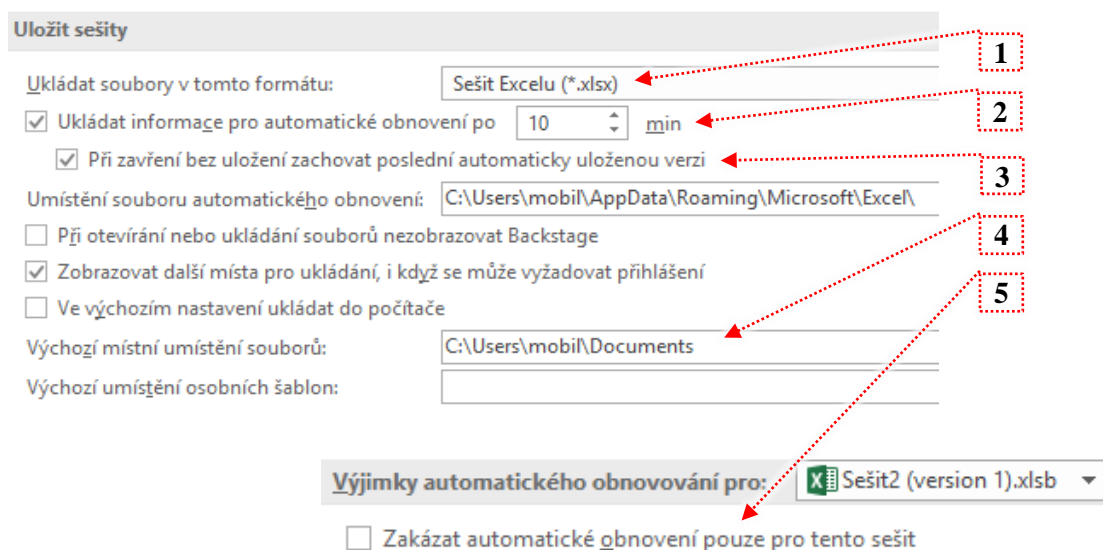 Uložit sešity
1
Ukládat soubory v tomto formátu: Sešit Excelu (*.xlsx)
2
Ukládat informace pro automatické obnovení po 10 min
Při zavření bez uložení zachovat poslední automaticky uloženou verzi
3
Umístění souboru automatického obnovení: C:\Users\mobil\AppData\Roaming\Microsoft\Excel\
Při otevírání nebo ukládání souborů nezobrazovat Backstage
4
Zobrazovat další místa pro ukládání, i když se může vyžadovat přihlášení
5
Ve výchozím nastavení ukládat do počítače
Výchozí místní umístění souborů: C:\Users\mobil\Documents
Výchozí umístění osobních šablon:
Výjimky automatického obnovování pro: Sešit2 (version 1).xlsb
Zakázat automatické obnovení pouze pro tento sešit